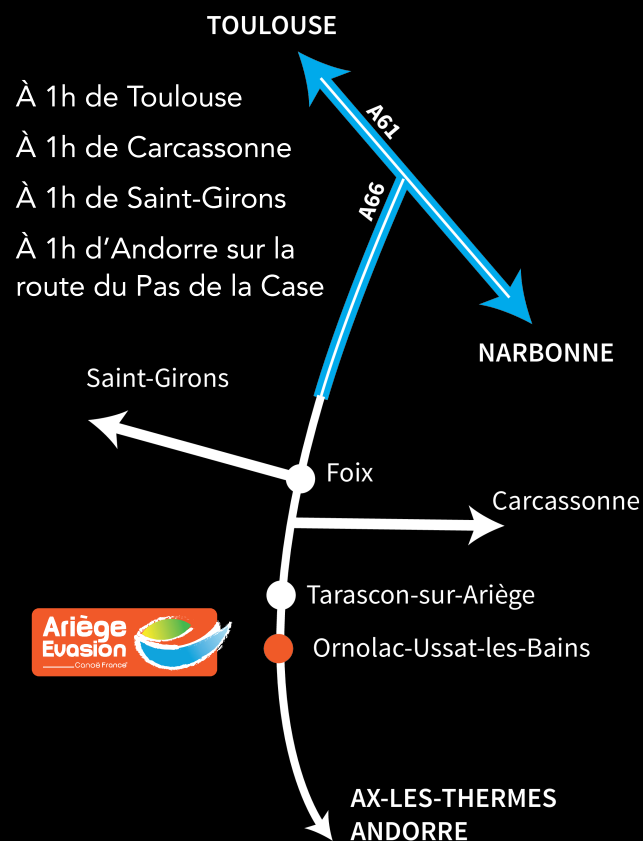 TOULOUSE
À 1h de Toulouse
À 1h de Carcassonne
À 1h de Saint-Girons
À 1h d’Andorre sur la
route du Pas de la Case
A61
A66
NARBONNE
Saint-Girons
Foix
Carcassonne
Tarascon-sur-Ariège
Ariège
Evasion
Canoë France
Ornolac-Ussat-les-Bains
AX-LES-THERMES
ANDORRE